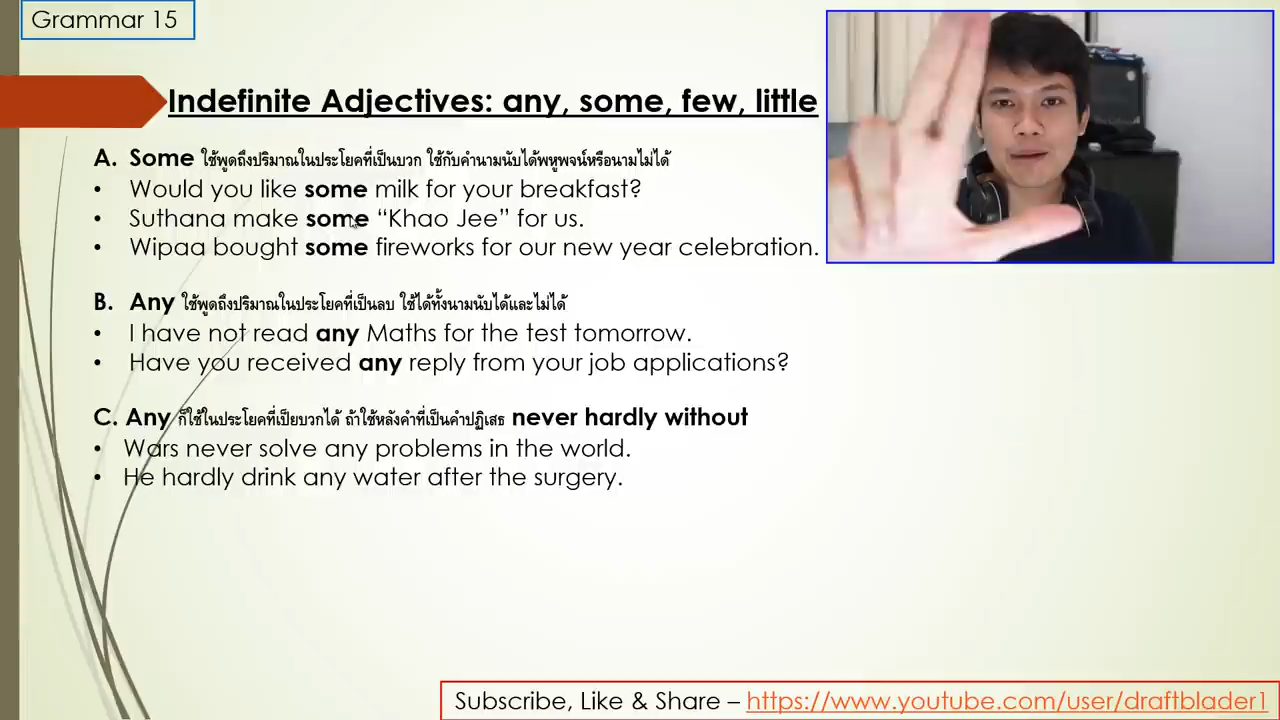 Grammar 15
Indefinite Adjectives: any, some, few, little
A. Some ใช้พูดถึงปริมาณในประโยคที่เป็นบวก ใช้กับคำนามนับได้พหูพจน์หรือนามไม่ได้
• Would you like some milk for your breakfast?
• Suthana make some “Khao Jee” for us.
• Wipaa bought some fireworks for our new year celebration.
B. Any ใช้พูดถึงปริมาณในประโยคที่เป็นลบ ใช้ได้ทั้งนามนับได้และไม่ได้
• I have not read any Maths for the test tomorrow.
• Have you received any reply from your job applications?
C. Any ก็ใช้ในประโยคที่เป็ยบวกได้ ถ้าใช้หลังคำที่เป็นคำปฏิเสธ never hardly without
• Wars never solve any problems in the world.
• He hardly drink any water after the surgery.
Subscribe, Like & Share – https://www.youtube.com/user/draftblader1